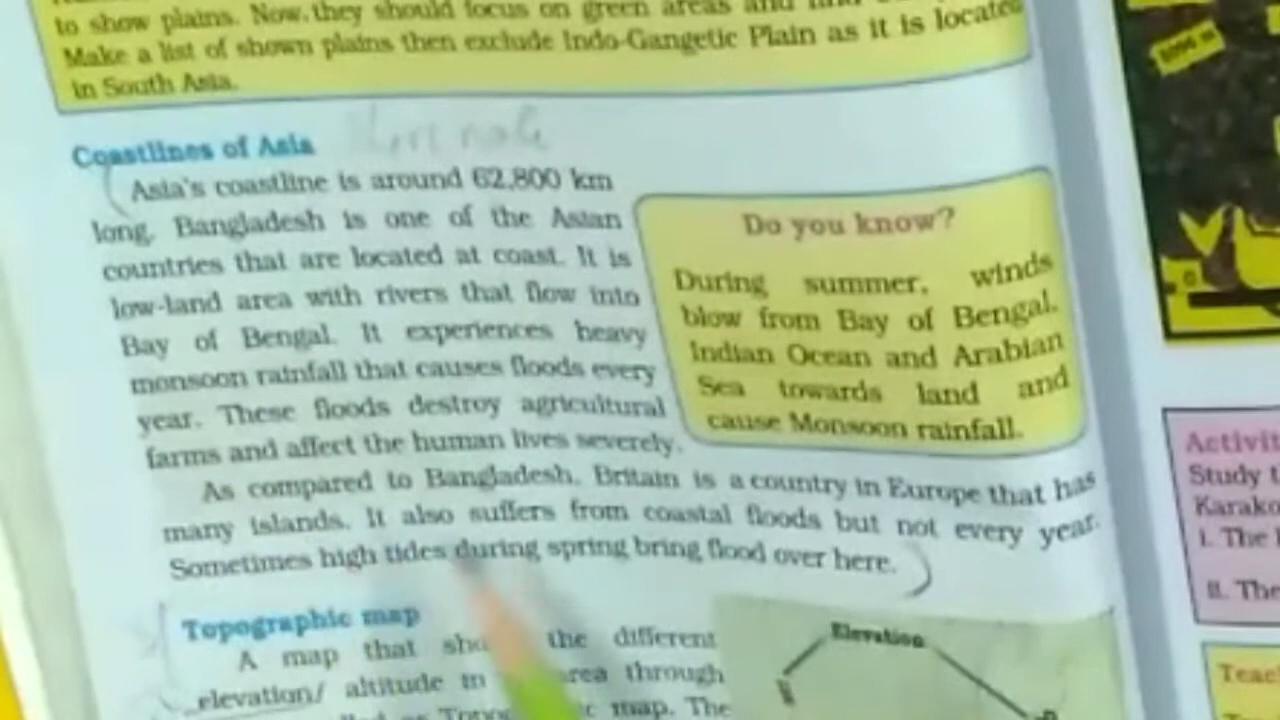 to show plains. Now, they should focus on green areas and
Make a list of shown plains then exclude Indo-Gangetic Plain as it is located
in South Asia.
Coastlines of Asia
Asia's coastline is around 62,800 km
long. Bangladesh is one of the Asian
countries that are located at coast. It is
low-land area with rivers that flow into
Bay of Bengal. It experiences heavy
monsoon rainfall that causes floods every
year. These floods destroy agricultural
farms and affect the human lives severely.
Do you know?
During summer, winds
blow from Bay of Bengal,
Indian Ocean and Arabian
Sea towards land and
cause Monsoon rainfall.
As compared to Bangladesh, Britain is a country in Europe that has
many islands. It also suffers from coastal floods but not every year.
Sometimes high tides during spring bring flood over here.
Topographic map
A map that the different
elevation/ altitude in through
map. The
Elevation
Study
I. The
II. The